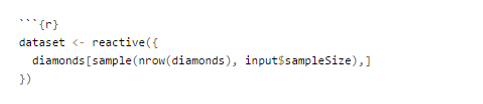 ```{r}
dataset <- reactive({
  diamonds[sample(nrow(diamonds), input$sampleSize),]
})